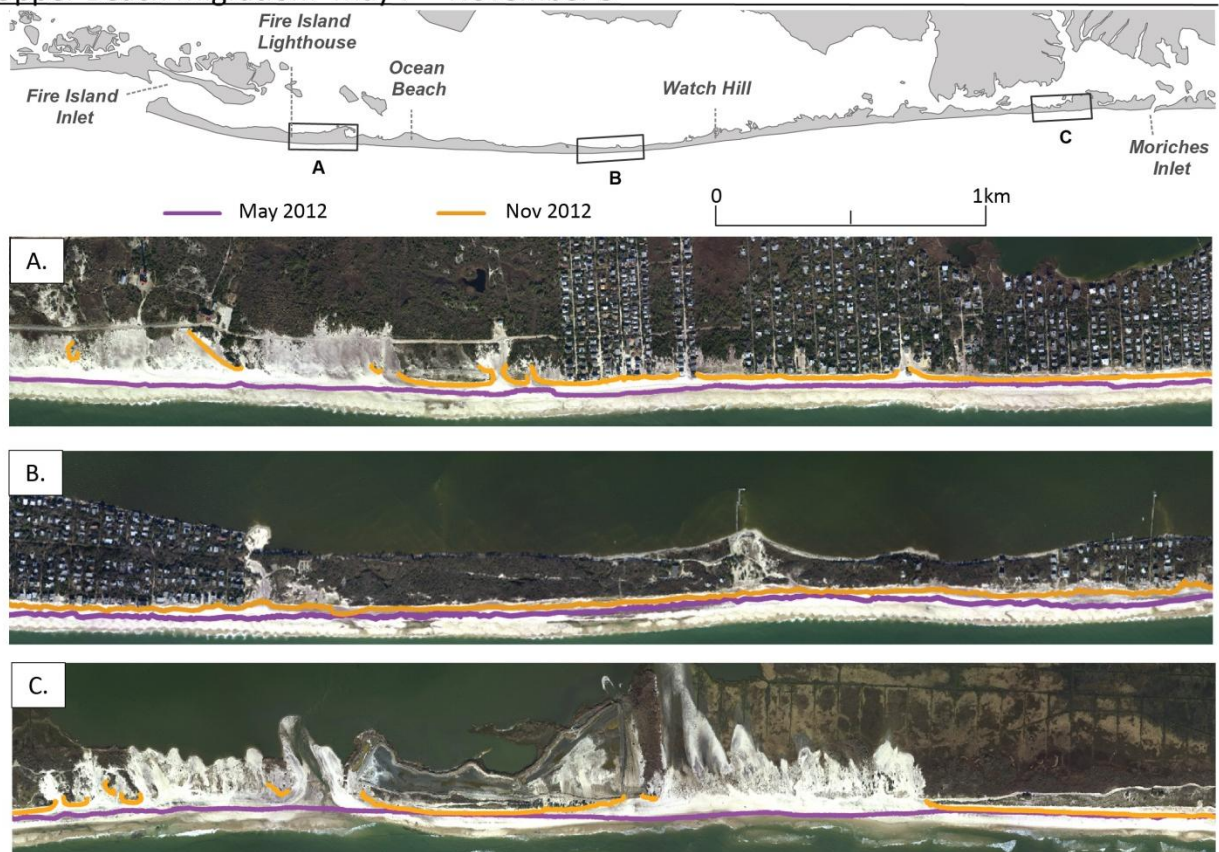 Fire Island
Lighthouse
Ocean
Beach
Watch Hill
Fire Island
Inlet
A
B
C
Moriches
Inlet
May 2012
Nov 2012
0
1km
A.
B.
C.